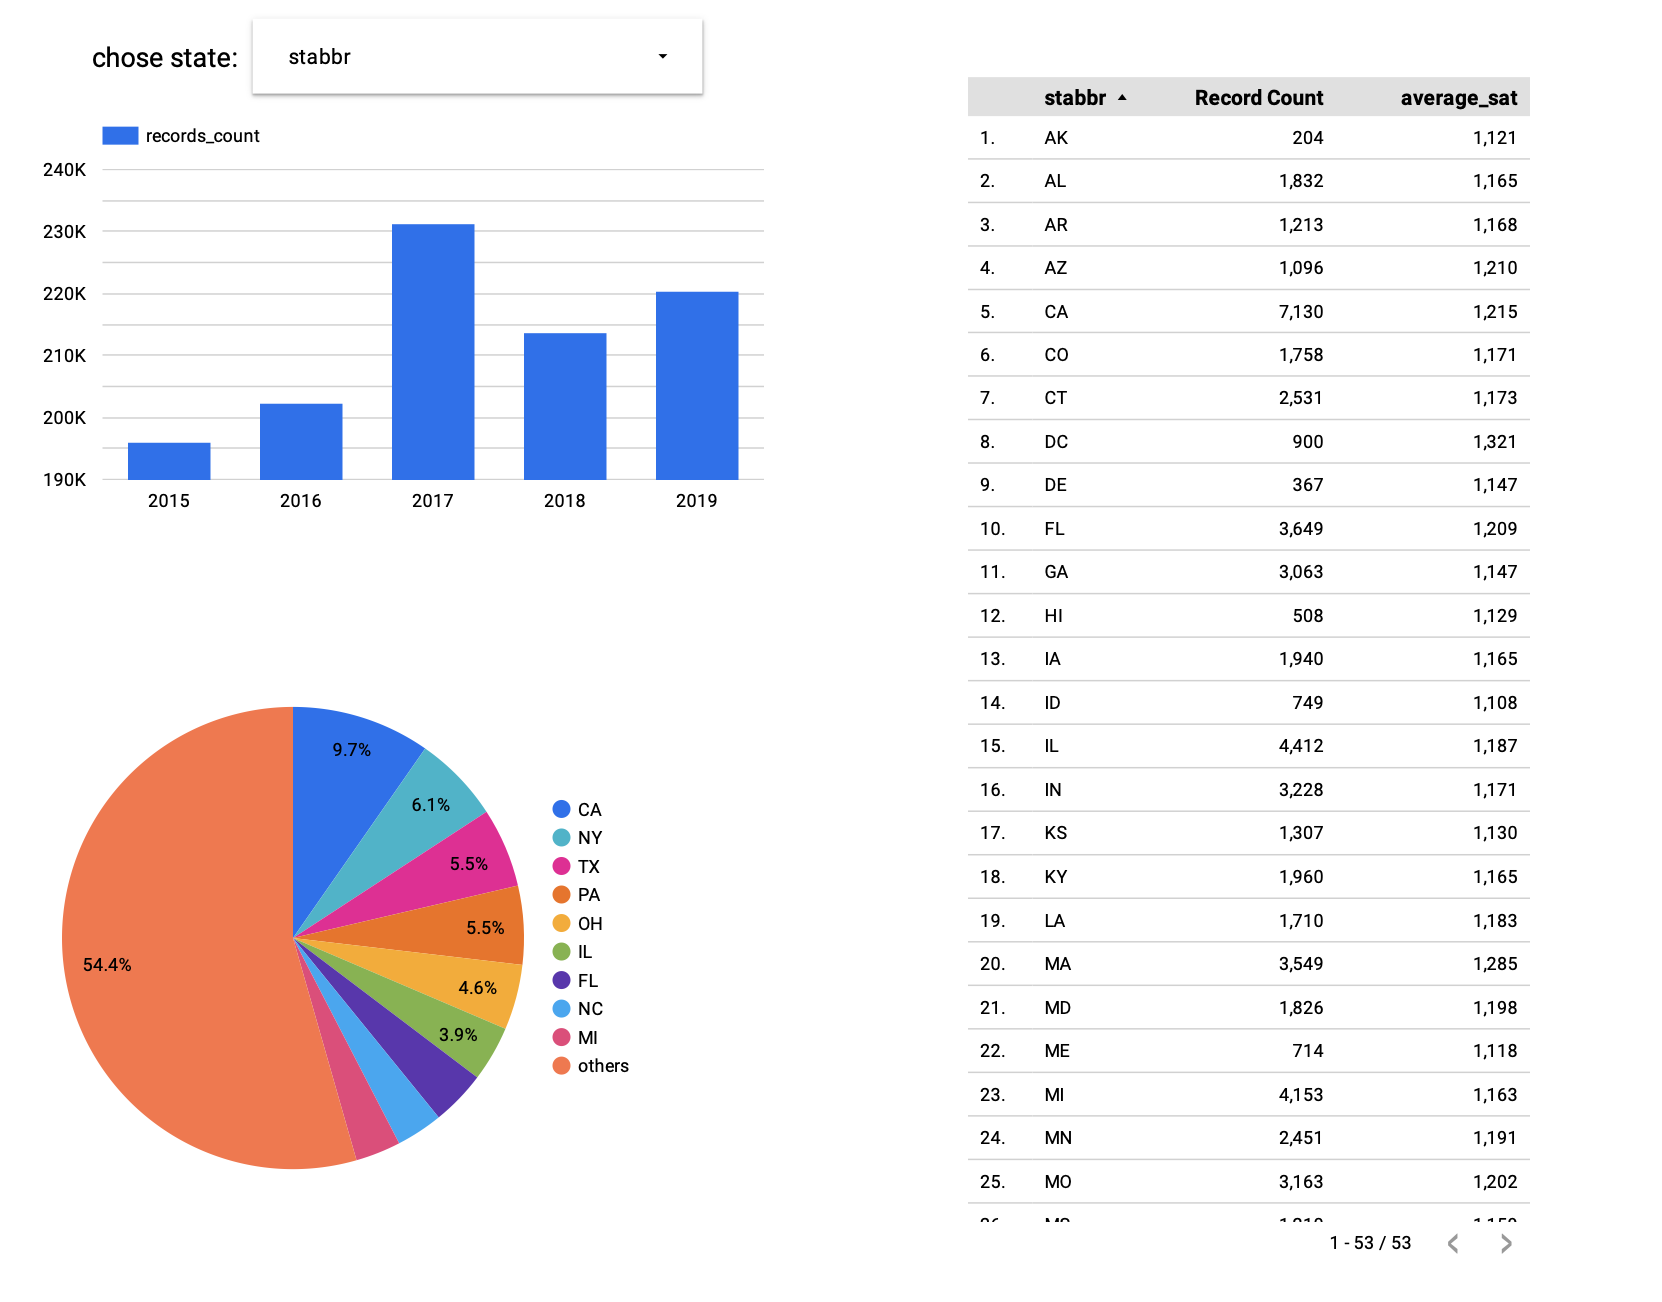 chose state: stabbr
records_count
240K
230K
220K
210K
200K
190K
2015 2016 2017 2018 2019
9.7%
6.1%
5.5%
5.5%
4.6%
3.9%
54.4%
CA
NY
TX
PA
OH
IL
FL
NC
MI
others
stabbr Record Count average_sat
1. AK 204 1,121
2. AL 1,832 1,165
3. AR 1,213 1,168
4. AZ 1,096 1,210
5. CA 7,130 1,215
6. CO 1,758 1,171
7. CT 2,531 1,173
8. DC 900 1,321
9. DE 367 1,147
10. FL 3,649 1,209
11. GA 3,063 1,147
12. HI 508 1,129
13. IA 1,940 1,165
14. ID 749 1,108
15. IL 4,412 1,187
16. IN 3,228 1,171
17. KS 1,307 1,130
18. KY 1,960 1,165
19. LA 1,710 1,183
20. MA 3,549 1,285
21. MD 1,826 1,198
22. ME 714 1,118
23. MI 4,153 1,163
24. MN 2,451 1,191
25. MO 3,163 1,202
1 - 53 / 53